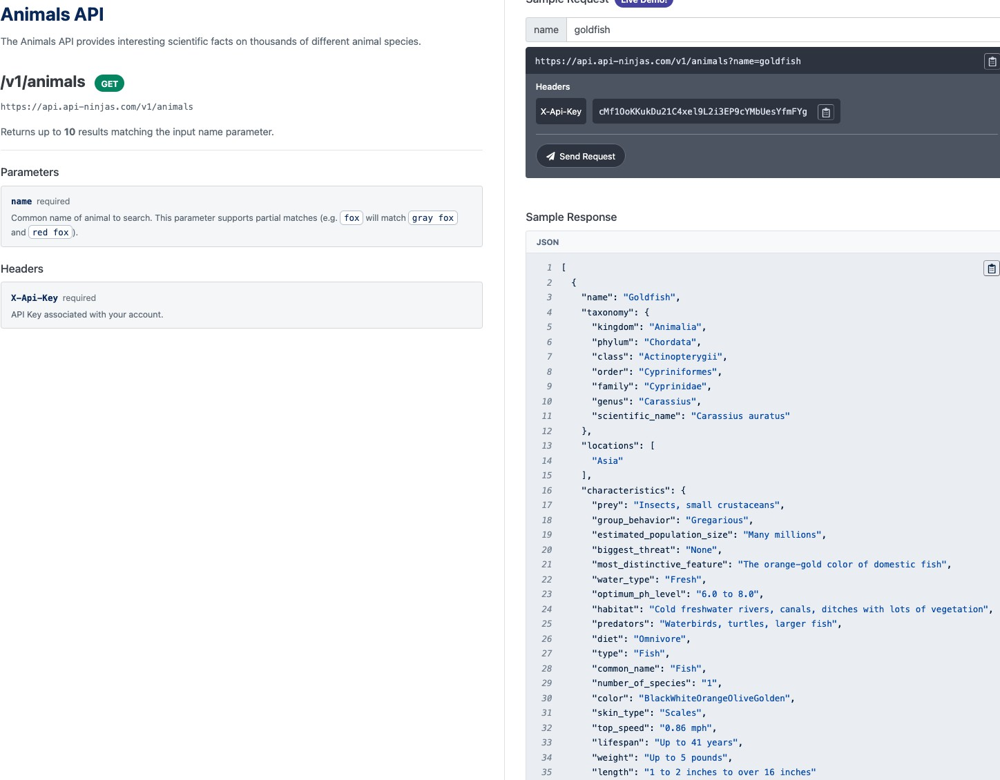 Animals API
The Animals API provides interesting scientific facts on thousands of different animal species.
/v1/animals GET
https://api.api-ninjas.com/v1/animals
Returns up to 10 results matching the input name parameter.
Parameters
name required
Common name of animal to search. This parameter supports partial matches (e.g. fox will match gray fox
and red fox).
Headers
X-Api-Key required
API Key associated with your account.
Sample Request Live Demo!
name goldfish
https://api.api-ninjas.com/v1/animals?name=goldfish
Headers
X-Api-Key cMf1OoKKukDu21C4xel9L2i3EP9cYMbUesYfmFYg
Send Request
Sample Response
JSON
1 [
2 {
3 "name": "Goldfish",
4 "taxonomy": {
5 "kingdom": "Animalia",
6 "phylum": "Chordata",
7 "class": "Actinopterygii",
8 "order": "Cypriniformes",
9 "family": "Cyprinidae",
10 "genus": "Carassius",
11 "scientific_name": "Carassius auratus"
12 },
13 "locations": [
14 "Asia"
15 ],
16 "characteristics": {
17 "prey": "Insects, small crustaceans",
18 "group_behavior": "Gregarious",
19 "estimated_population_size": "Many millions",
20 "biggest_threat": "None",
21 "most_distinctive_feature": "The orange-gold color of domestic fish",
22 "water_type": "Fresh",
23 "optimum_ph_level": "6.0 to 8.0",
24 "habitat": "Cold freshwater rivers, canals, ditches with lots of vegetation",
25 "predators": "Waterbirds, turtles, larger fish",
26 "diet": "Omnivore",
27 "type": "Fish",
28 "common_name": "Fish",
29 "number_of_species": "1",
30 "color": "BlackWhiteOrangeOliveGolden",
31 "skin_type": "Scales",
32 "top_speed": "0.86 mph",
33 "lifespan": "Up to 41 years",
34 "weight": "Up to 5 pounds",
35 "length": "1 to 2 inches to over 16 inches"